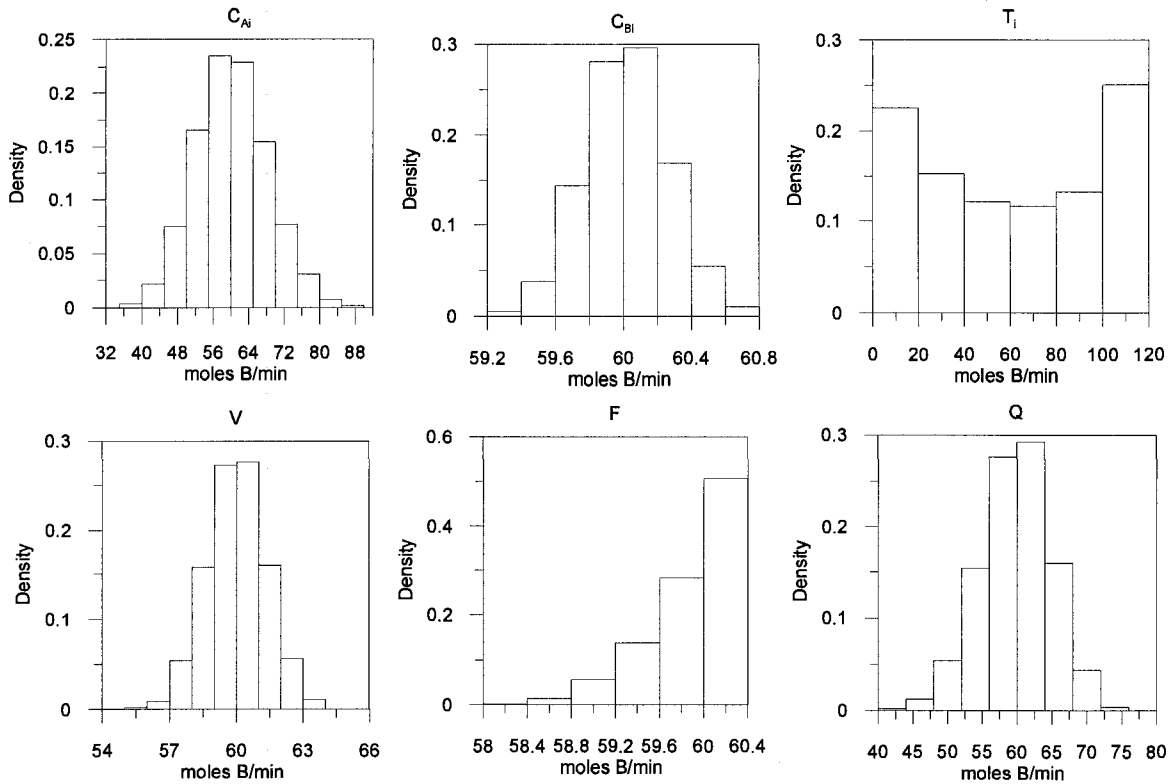 C_Ai
0.25
0.2
0.15
0.1
0.05
0
Density
32 40 48 56 64 72 80 88
moles B/min
C_Bi
0.3
0.2
0.1
0
Density
59.2 59.6 60 60.4 60.8
moles B/min
T_i
0.3
0.2
0.1
0
Density
0 20 40 60 80 100 120
moles B/min
V
0.3
0.2
0.1
0
Density
54 57 60 63 66
moles B/min
F
0.6
0.4
0.2
0.0
Density
58 58.4 58.8 59.2 59.6 60 60.4
moles B/min
Q
0.3
0.2
0.1
0
Density
40 45 50 55 60 65 70 75 80
moles B/min